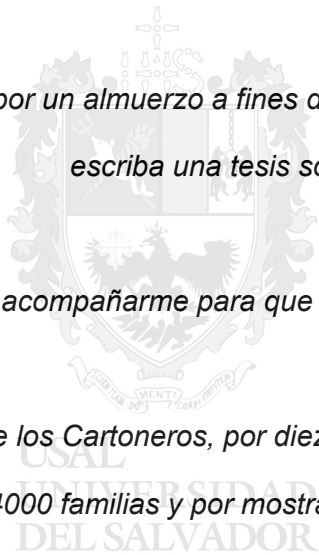 por un almuerzo a fines d
escriba una tesis so
acompañarme para que
e los Cartoneros, por diez
4000 familias y por mostra
USAL
UNIVERSIDAD
DEL SALVADOR